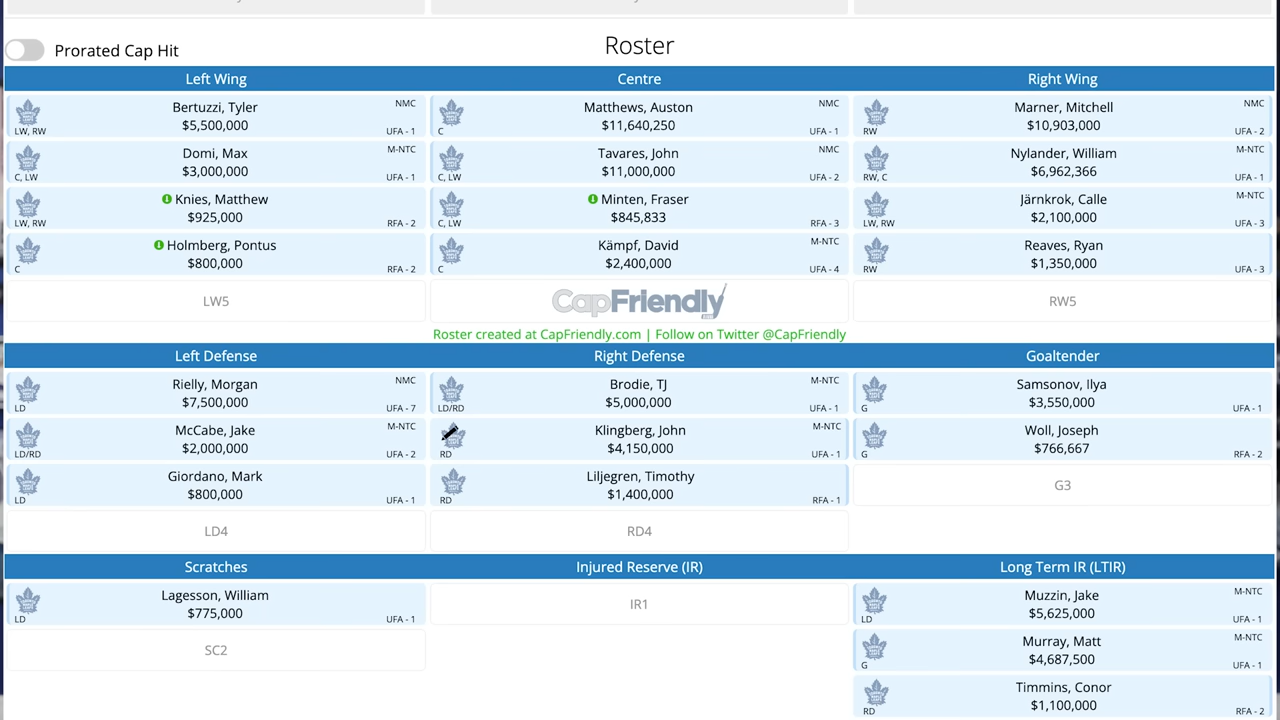 Prorated Cap Hit
Roster
Left Wing
Centre
Right Wing
Bertuzzi, Tyler
NMC
$5,500,000
LW, RW
UFA - 1
Matthews, Auston
NMC
$11,640,250
C
UFA - 1
Marner, Mitchell
NMC
$10,903,000
RW
UFA - 2
Domi, Max
M-NTC
$3,000,000
C, LW
UFA - 1
Tavares, John
NMC
$11,000,000
C, LW
UFA - 2
Nylander, William
M-NTC
$6,962,366
RW, C
UFA - 1
Knies, Matthew
$925,000
LW, RW
RFA - 2
Minten, Fraser
$845,833
C, LW
RFA - 3
Järnkrok, Calle
M-NTC
$2,100,000
LW, RW
UFA - 3
Holmberg, Pontus
$800,000
C
RFA - 2
Kämpf, David
M-NTC
$2,400,000
C
UFA - 4
Reaves, Ryan
$1,350,000
RW
UFA - 3
LW5
CapFriendly
RW5
Roster created at CapFriendly.com | Follow on Twitter @CapFriendly
Left Defense
Right Defense
Goaltender
Rielly, Morgan
NMC
$7,500,000
LD
UFA - 7
Brodie, TJ
M-NTC
$5,000,000
LD/RD
UFA - 1
Samsonov, Ilya
$3,550,000
G
UFA - 1
McCabe, Jake
M-NTC
$2,000,000
LD/RD
UFA - 2
Klingberg, John
M-NTC
$4,150,000
RD
UFA - 1
Woll, Joseph
$766,667
G
RFA - 2
Giordano, Mark
$800,000
LD
UFA - 1
Liljegren, Timothy
$1,400,000
RD
RFA - 1
G3
LD4
RD4
Scratches
Injured Reserve (IR)
Long Term IR (LTIR)
Lagesson, William
$775,000
LD
UFA - 1
IR1
Muzzin, Jake
M-NTC
$5,625,000
LD
UFA - 1
SC2
Murray, Matt
M-NTC
$4,687,500
G
UFA - 1
Timmins, Conor
$1,100,000
RD
RFA - 2